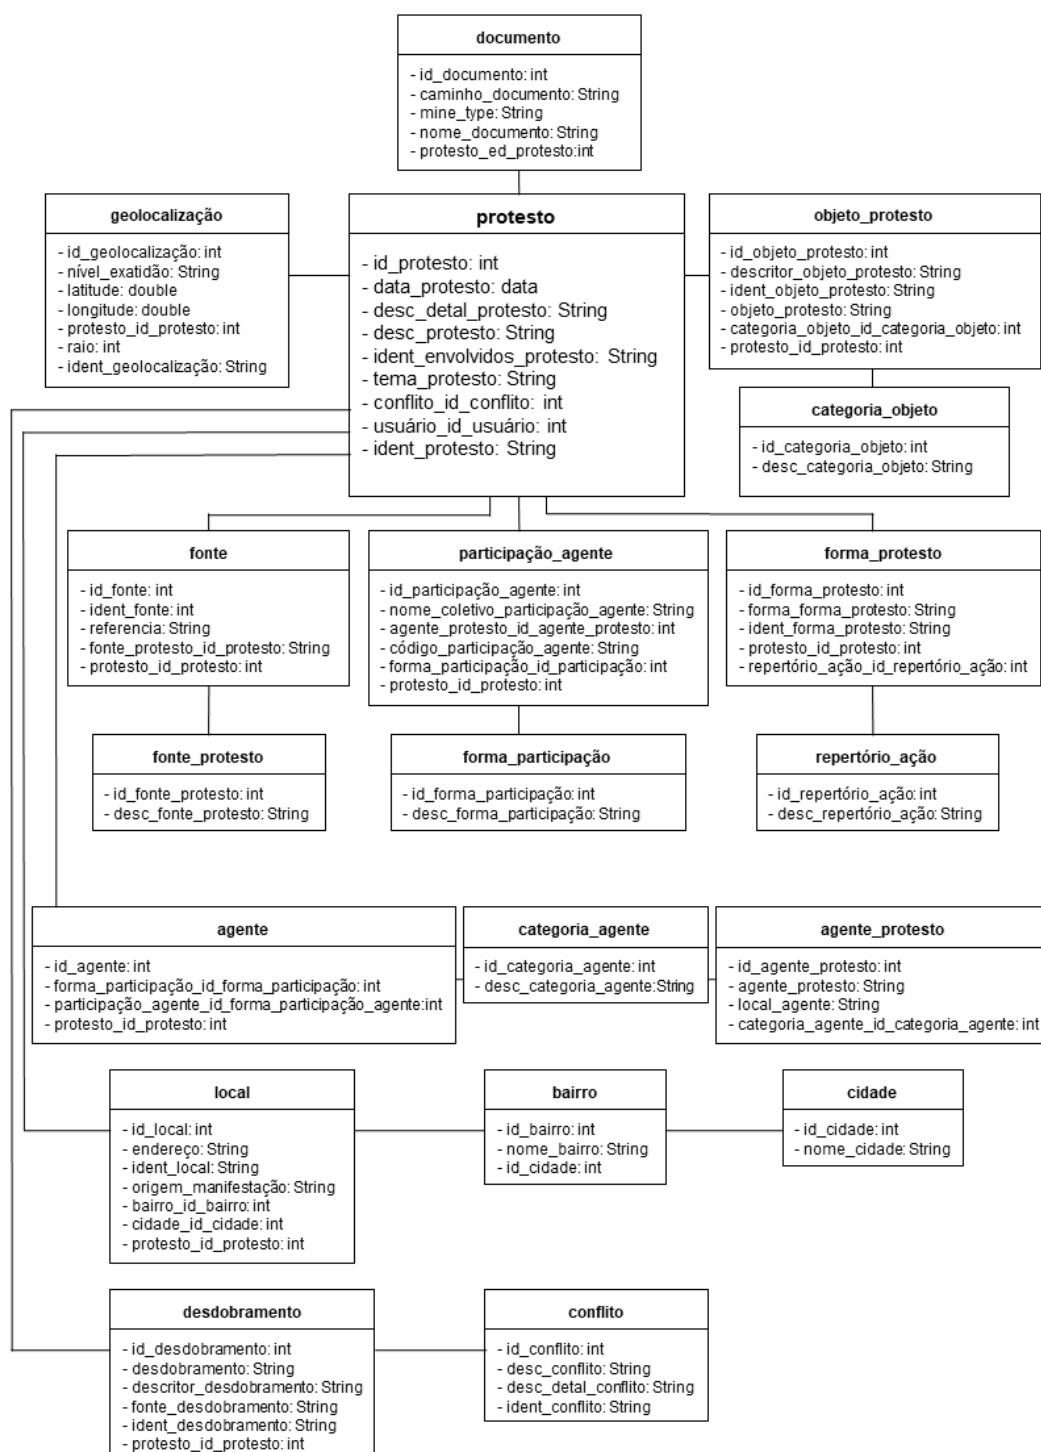 documento
- id_documento: int
- caminho_documento: String
- mine_type: String
- nome_documento: String
- protesto_ed_protesto:int
geolocalização
- id_geolocalização: int
- nível_exatidão: String
- latitude: double
- longitude: double
- protesto_id_protesto: int
- raio: int
- ident_geolocalização: String
protesto
- id_protesto: int
- data_protesto: data
- desc_detal_protesto: String
- desc_protesto: String
- ident_envolvidos_protesto: String
- tema_protesto: String
- conflito_id_conflito: int
- usuário_id_usuário: int
- ident_protesto: String
objeto_protesto
- id_objeto_protesto: int
- descritor_objeto_protesto: String
- ident_objeto_protesto: String
- objeto_protesto: String
- categoria_objeto_id_categoria_objeto: int
- protesto_id_protesto: int
categoria_objeto
- id_categoria_objeto: int
- desc_categoria_objeto: String
fonte
- id_fonte: int
- ident_fonte: int
- referencia: String
- fonte_protesto_id_protesto: String
- protesto_id_protesto: int
participação_agente
- id_participação_agente: int
- nome_coletivo_participação_agente: String
- agente_protesto_id_agente_protesto: int
- código_participação_agente: String
- forma_participação_id_participação: int
- protesto_id_protesto: int
forma_protesto
- id_forma_protesto: int
- forma_forma_protesto: String
- ident_forma_protesto: String
- protesto_id_protesto: int
- repertório_ação_id_repertório_ação: int
fonte_protesto
- id_fonte_protesto: int
- desc_fonte_protesto: String
forma_participação
- id_forma_participação: int
- desc_forma_participação: String
repertório_ação
- id_repertório_ação: int
- desc_repertório_ação: String
agente
- id_agente: int
- forma_participação_id_forma_participação: int
- participação_agente_id_forma_participação_agente:int
- protesto_id_protesto: int
categoria_agente
- id_categoria_agente: int
- desc_categoria_agente:String
agente_protesto
- id_agente_protesto: int
- agente_protesto: String
- local_agente: String
- categoria_agente_id_categoria_agente: int
local
- id_local: int
- endereço: String
- ident_local: String
- origem_manifestação: String
- bairro_id_bairro: int
- cidade_id_cidade: int
- protesto_id_protesto: int
bairro
- id_bairro: int
- nome_bairro: String
- id_cidade: int
cidade
- id_cidade: int
- nome_cidade: String
desdobramento
- id_desdobramento: int
- desdobramento: String
- descritor_desdobramento: String
- fonte_desdobramento: String
- ident_desdobramento: String
- protesto_id_protesto: int
conflito
- id_conflito: int
- desc_conflito: String
- desc_detal_conflito: String
- ident_conflito: String